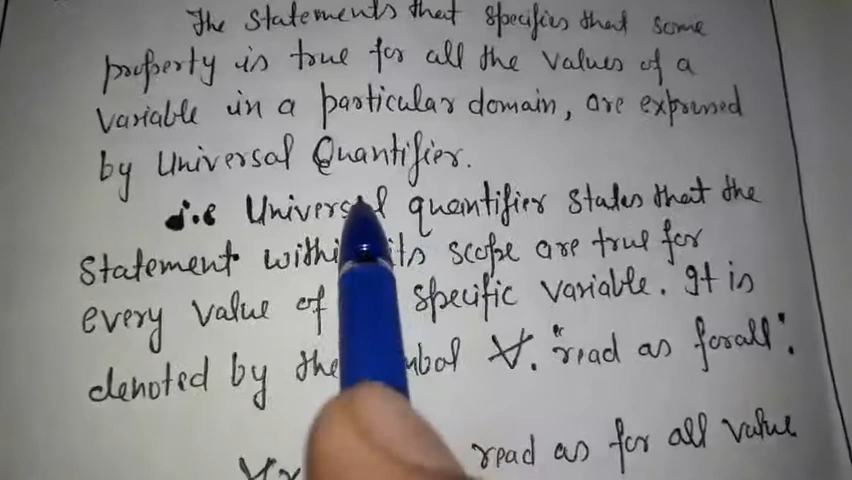 The statements that specifies that some
property is true for all the values of a
variable in a particular domain, are expressed
by Universal Quantifier.
i.e Universal quantifier states that the
statement within its scope are true for
every value of specific variable. It is
denoted by the symbol ∀. "read as forall".
∀x read as for all value